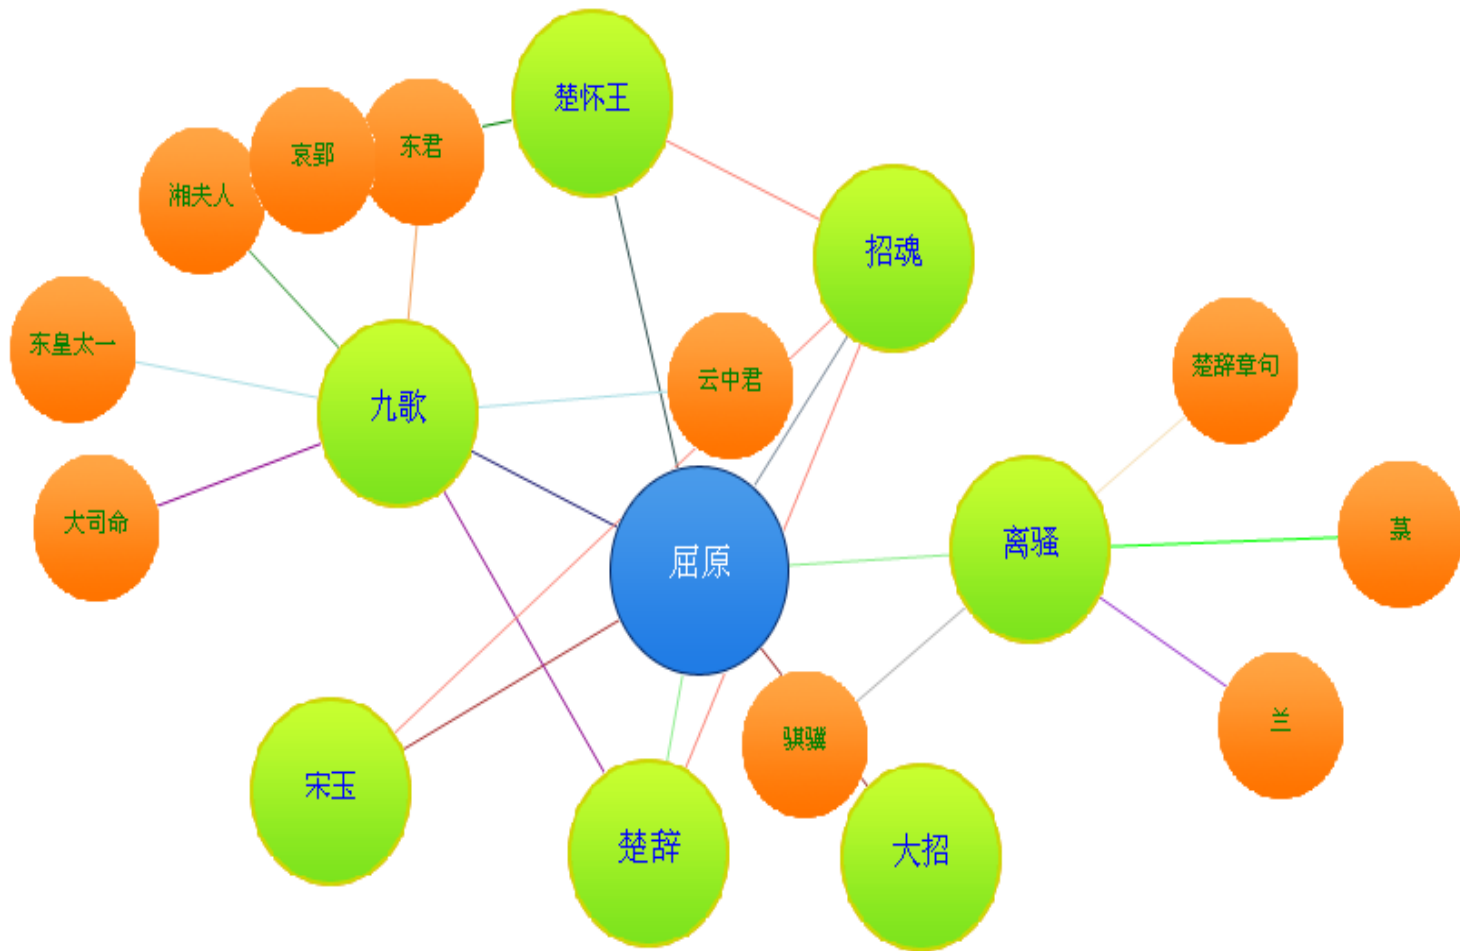 楚怀王
东君
哀郢
湘夫人
招魂
东皇太一
云中君
楚辞章句
九歌
大司命
屈原
离骚
菉
兰
骐骥
宋玉
楚辞
大招